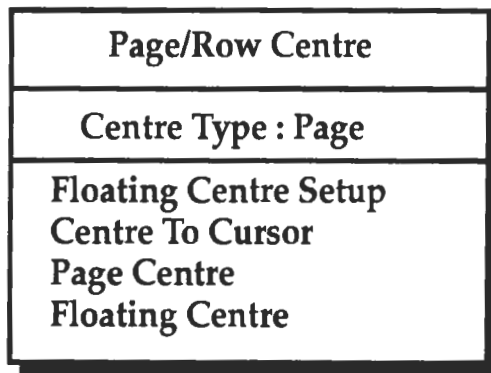 Page/Row Centre
Centre Type : Page
Floating Centre Setup
Centre To Cursor
Page Centre
Floating Centre